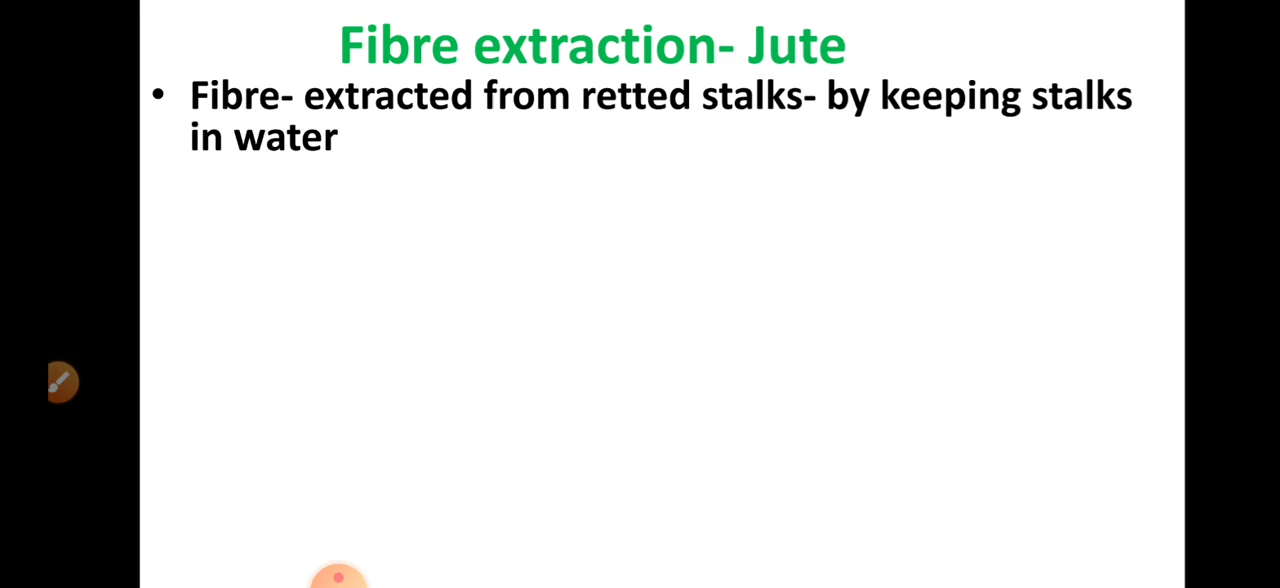 Fibre extraction- Jute
• Fibre- extracted from retted stalks- by keeping stalks
in water